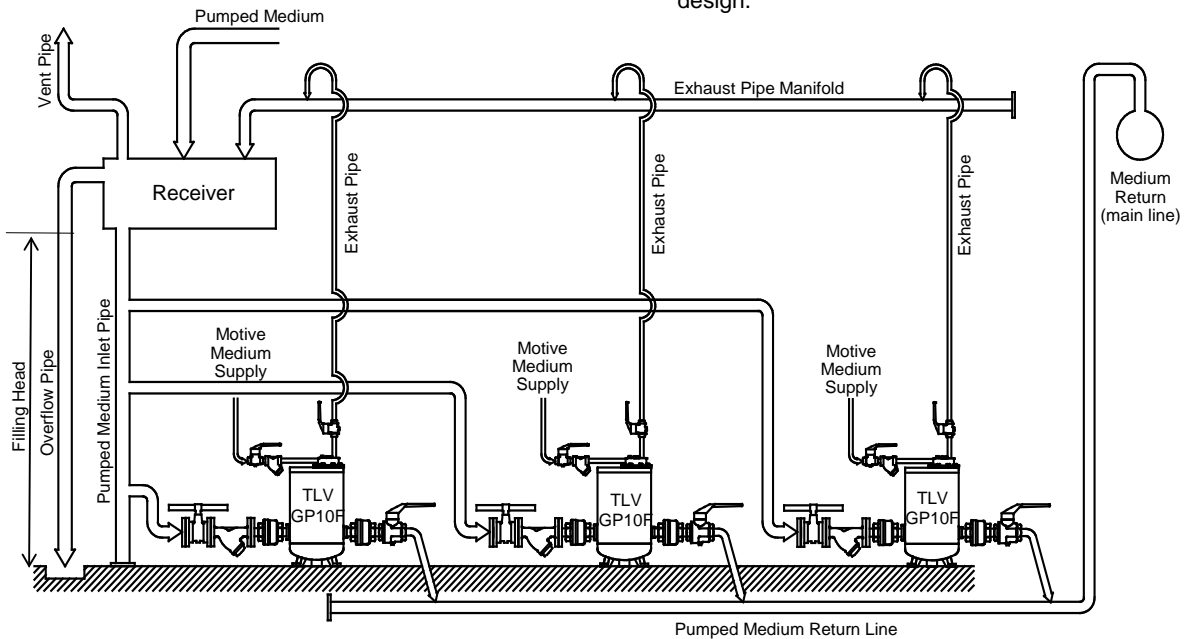 design.
Pumped Medium
Vent Pipe
Exhaust Pipe Manifold
Receiver
Exhaust Pipe
Exhaust Pipe
Exhaust Pipe
Medium
Return
(main line)
Filling Head
Overflow Pipe
Pumped Medium Inlet Pipe
Motive
Medium
Supply
Motive
Medium
Supply
Motive
Medium
Supply
TLV
GP10F
TLV
GP10F
TLV
GP10F
Pumped Medium Return Line